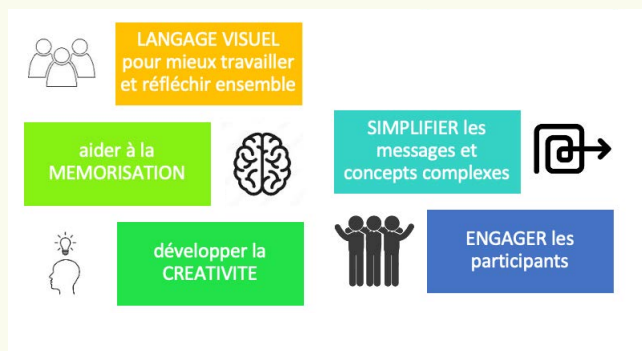 LANGAGE VISUEL
pour mieux travailler
et réfléchir ensemble
aider à la
MEMORISATION
SIMPLIFIER les
messages et
concepts complexes
développer la
CREATIVITE
ENGAGER les
participants